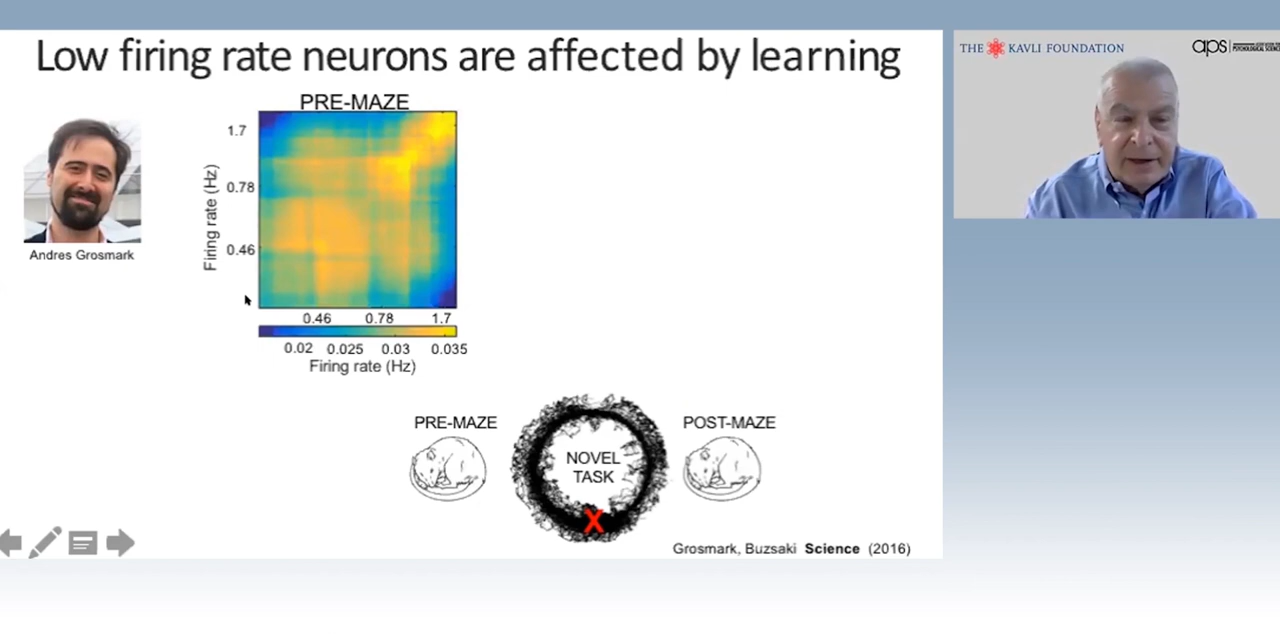 Low firing rate neurons are affected by learning
THE KAVLI FOUNDATION
aps
PRE-MAZE
Andres Grosmark
Firing rate (Hz)
1.7
0.78
0.46
0.46 0.78 1.7
0.02 0.025 0.03 0.035
Firing rate (Hz)
PRE-MAZE
NOVEL
TASK
X
POST-MAZE
Grosmark, Buzsaki Science (2016)